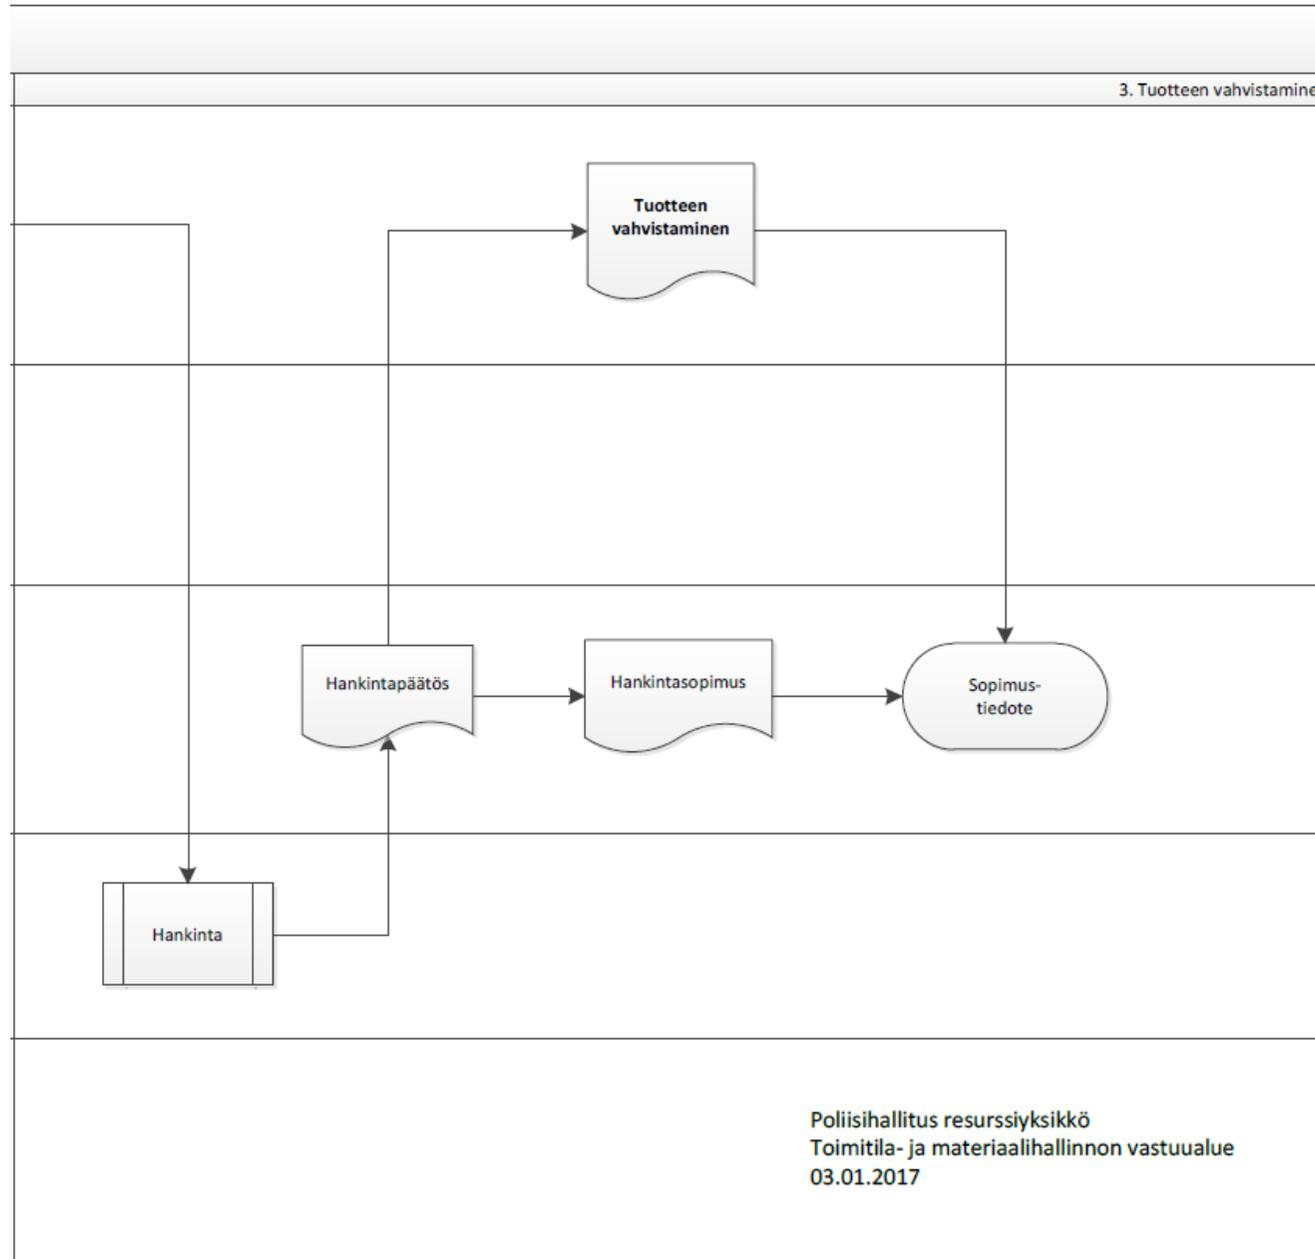 3. Tuotteen vahvistamine
Tuotteen
vahvistaminen
Hankintapäätös
Hankintasopimus
Sopimus-
tiedote
Hankinta
Poliisihallitus resurssiyksikkö
Toimitila- ja materiaalihallinnon vastuualue
03.01.2017